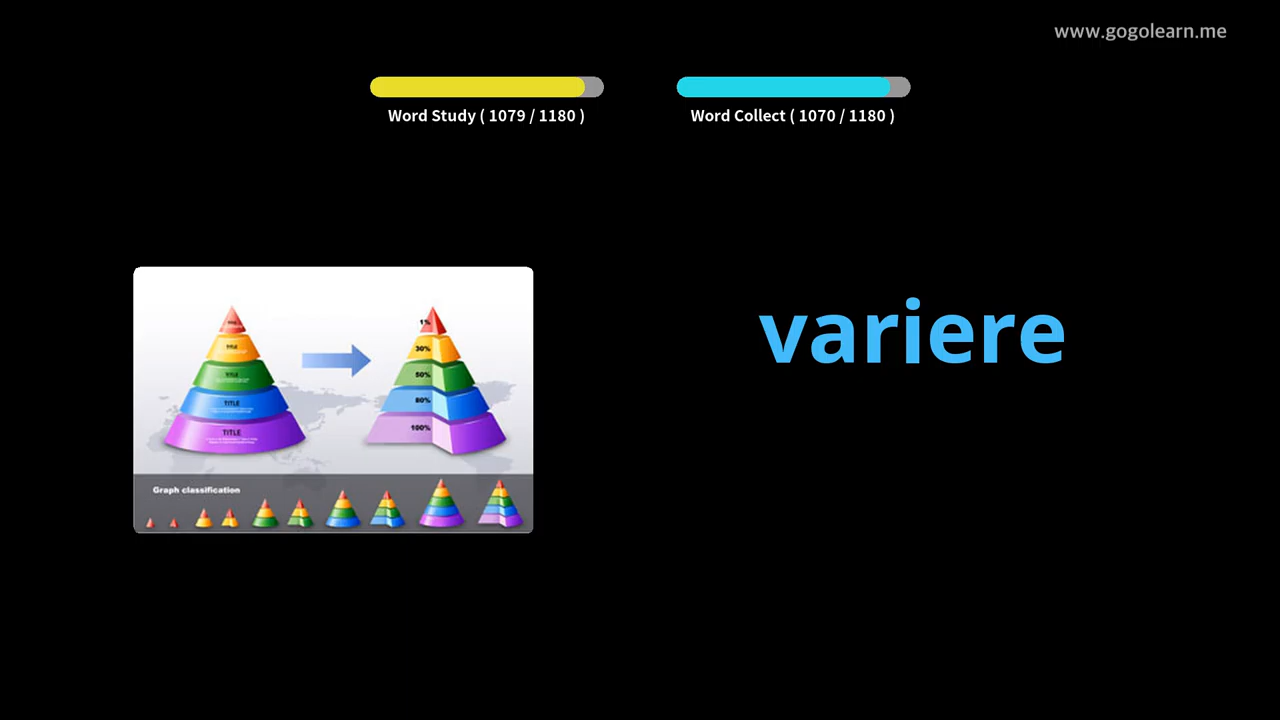 www.gogolearn.me
Word Study ( 1079 / 1180 )
Word Collect ( 1070 / 1180 )
variere
TITLE
TITLE
TITLE
TITLE
1%
30%
50%
80%
100%
Graph classification